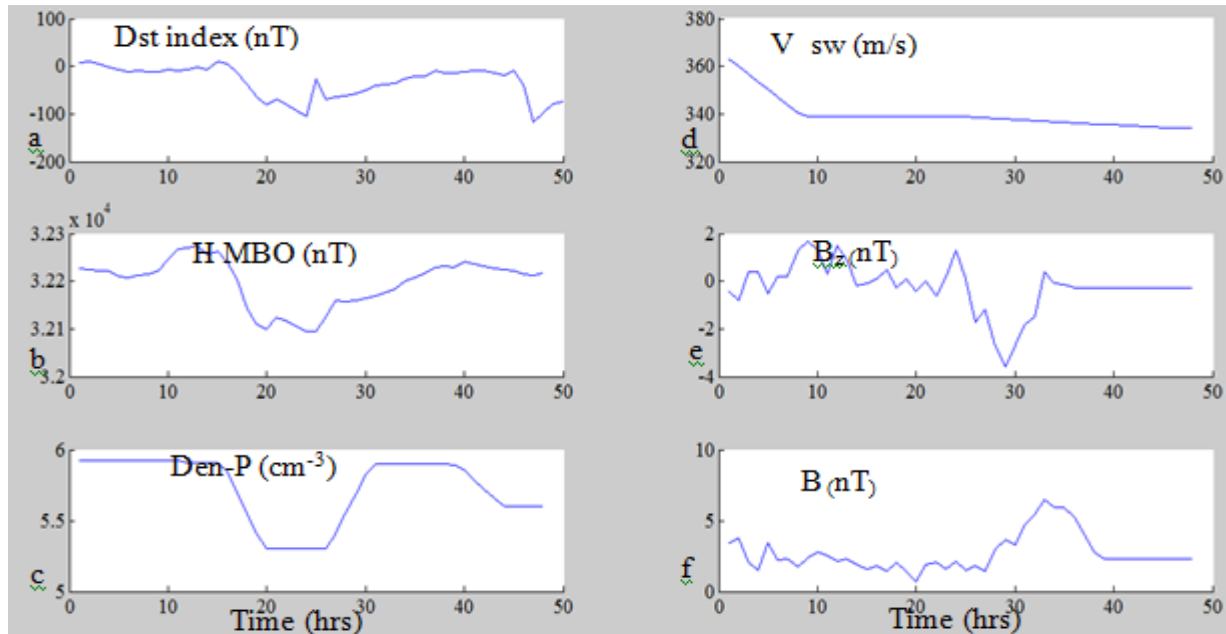 Dst index (nT)
100
0
-100
-200
a
0 10 20 30 40 50
V sw (m/s)
380
360
340
320
d
0 10 20 30 40 50
x 10^4
H MBO (nT)
3.23
3.22
3.21
3.2
b
0 10 20 30 40 50
Bz (nT)
2
0
-2
-4
e
0 10 20 30 40 50
Den-P (cm^-3)
6
5.5
5
c
0 10 20 30 40 50
Time (hrs)
B (nT)
10
5
0
f
0 10 20 30 40 50
Time (hrs)